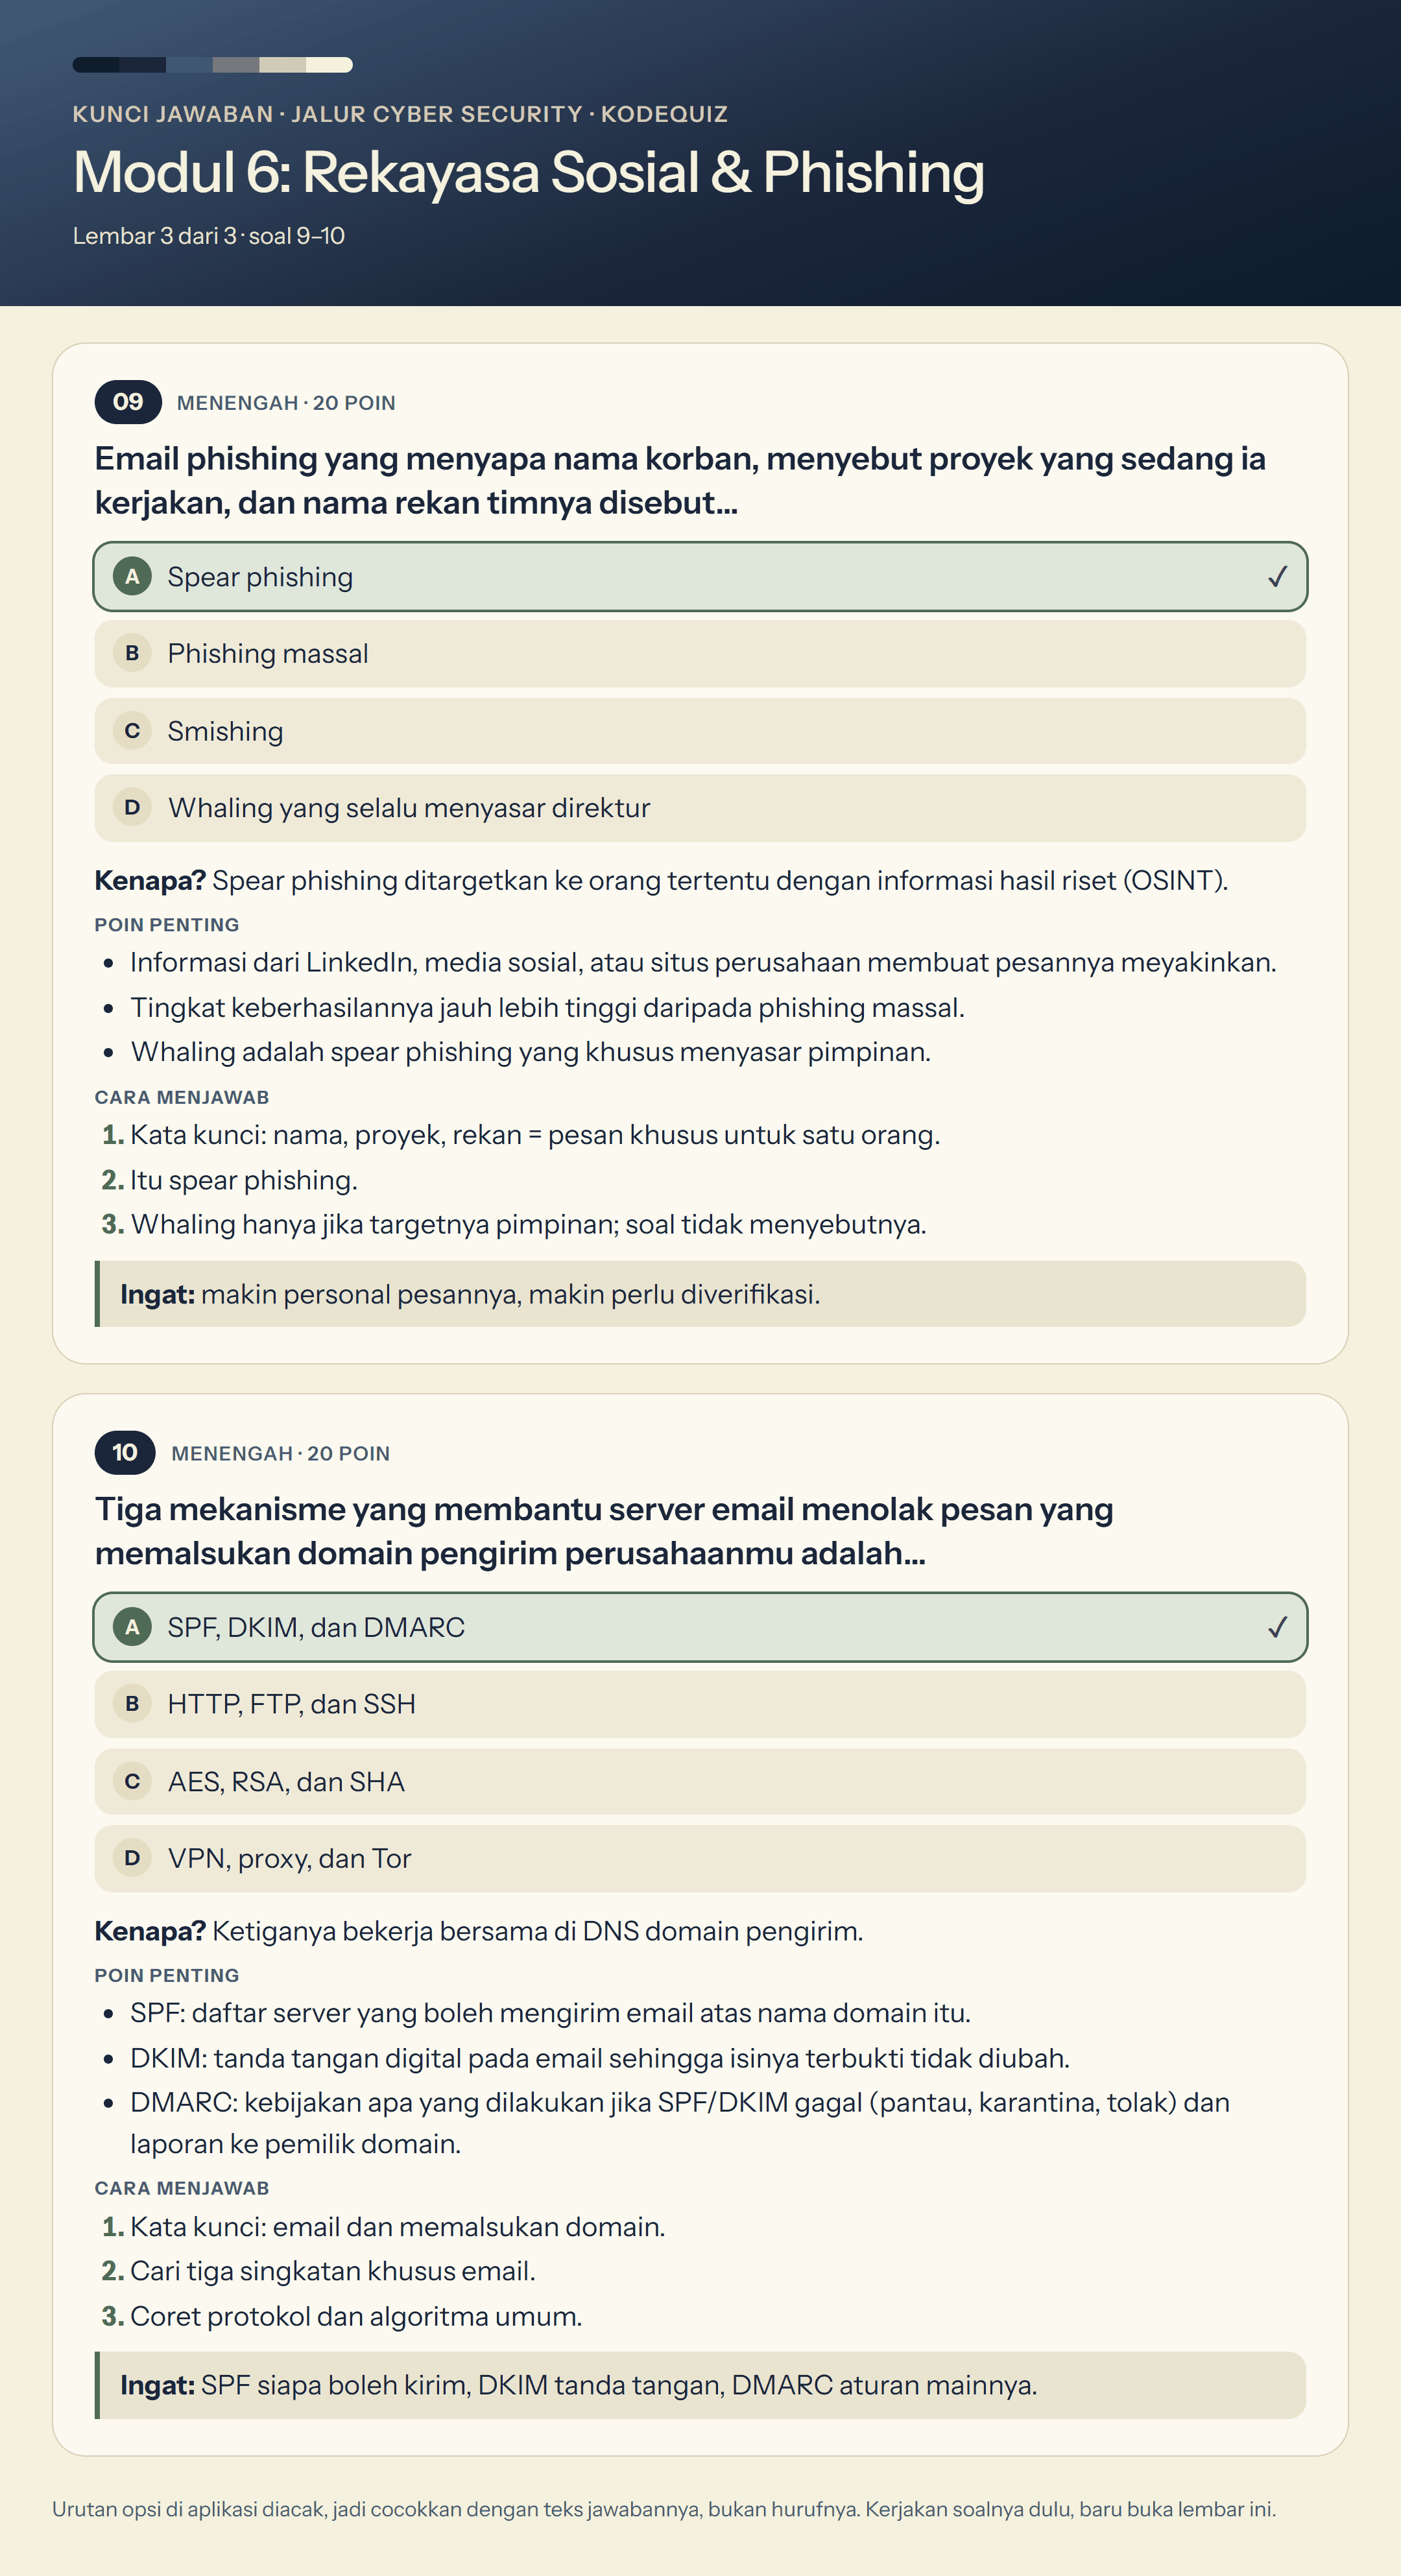 KUNCI JAWABAN · JALUR CYBER SECURITY · KODEQUIZ
Modul 6: Rekayasa Sosial & Phishing
Lembar 3 dari 3 · soal 9–10
09 MENENGAH · 20 POIN
Email phishing yang menyapa nama korban, menyebut proyek yang sedang ia
kerjakan, dan nama rekan timnya disebut...
A Spear phishing ✓
B Phishing massal
C Smishing
D Whaling yang selalu menyasar direktur
Kenapa? Spear phishing ditargetkan ke orang tertentu dengan informasi hasil riset (OSINT).
POIN PENTING
• Informasi dari LinkedIn, media sosial, atau situs perusahaan membuat pesannya meyakinkan.
• Tingkat keberhasilannya jauh lebih tinggi daripada phishing massal.
• Whaling adalah spear phishing yang khusus menyasar pimpinan.
CARA MENJAWAB
1. Kata kunci: nama, proyek, rekan = pesan khusus untuk satu orang.
2. Itu spear phishing.
3. Whaling hanya jika targetnya pimpinan; soal tidak menyebutnya.
Ingat: makin personal pesannya, makin perlu diverifikasi.
10 MENENGAH · 20 POIN
Tiga mekanisme yang membantu server email menolak pesan yang
memalsukan domain pengirim perusahaanmu adalah...
A SPF, DKIM, dan DMARC ✓
B HTTP, FTP, dan SSH
C AES, RSA, dan SHA
D VPN, proxy, dan Tor
Kenapa? Ketiganya bekerja bersama di DNS domain pengirim.
POIN PENTING
• SPF: daftar server yang boleh mengirim email atas nama domain itu.
• DKIM: tanda tangan digital pada email sehingga isinya terbukti tidak diubah.
• DMARC: kebijakan apa yang dilakukan jika SPF/DKIM gagal (pantau, karantina, tolak) dan
laporan ke pemilik domain.
CARA MENJAWAB
1. Kata kunci: email dan memalsukan domain.
2. Cari tiga singkatan khusus email.
3. Coret protokol dan algoritma umum.
Ingat: SPF siapa boleh kirim, DKIM tanda tangan, DMARC aturan mainnya.
Urutan opsi di aplikasi diacak, jadi cocokkan dengan teks jawabannya, bukan hurufnya. Kerjakan soalnya dulu, baru buka lembar ini.